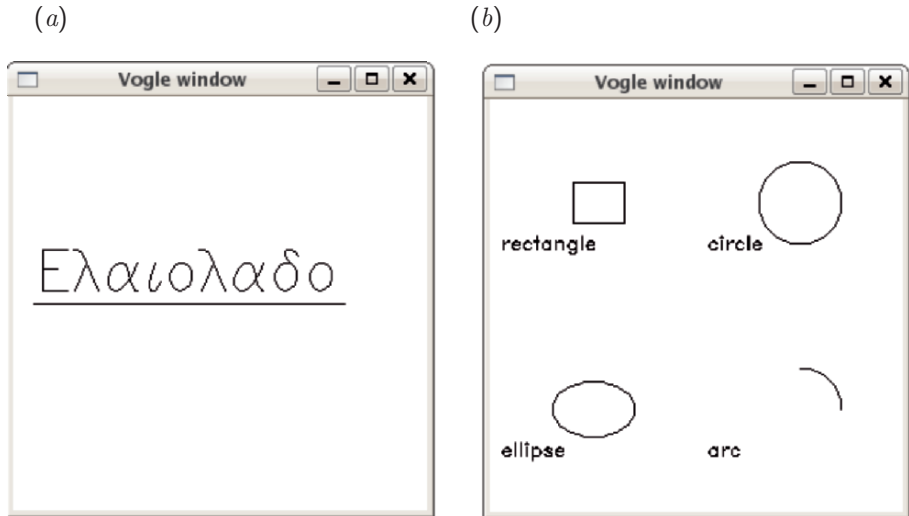 (a) (b)
Vogle window Vogle window
Ελαιολαδο
rectangle circle
ellipse arc